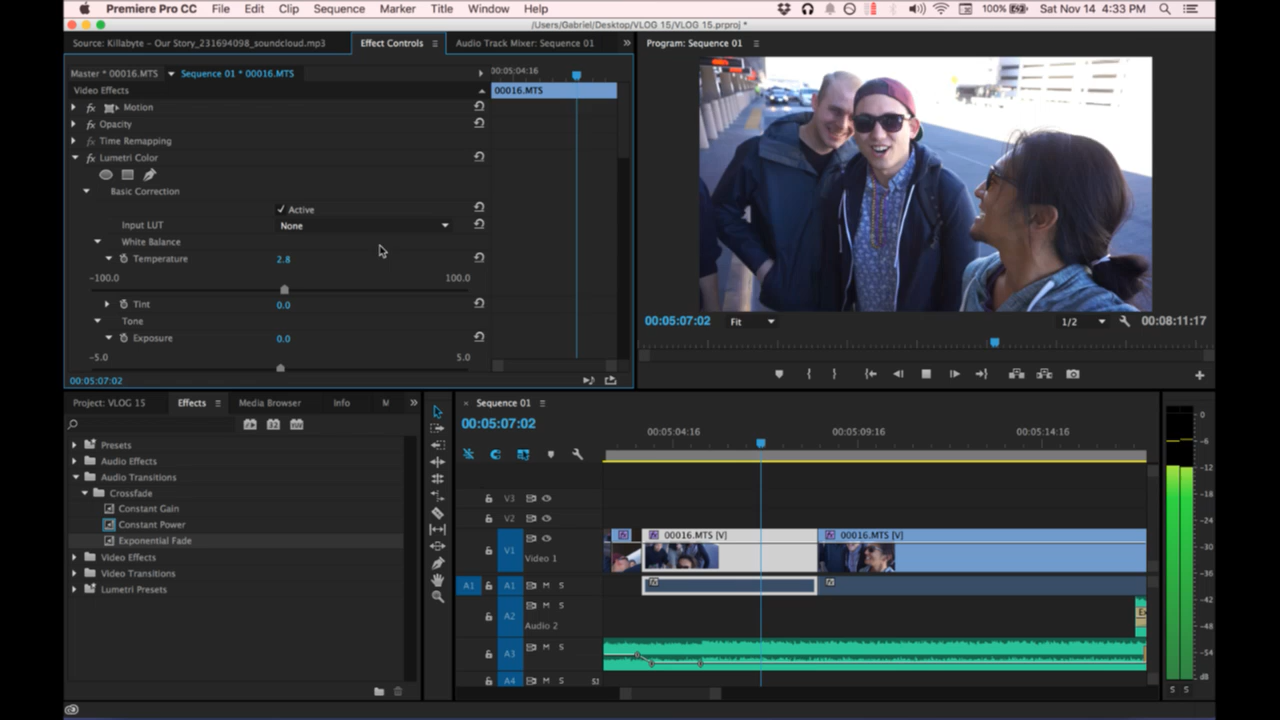 Premiere Pro CC File Edit Clip Sequence Marker Title Window Help 100% Sat Nov 14 4:33 PM
/Users/Gabriel/Desktop/VLOG 15/VLOG 15.prproj *
Source: Killabyte - Our Story_231694098_soundcloud.mp3 Effect Controls Audio Track Mixer: Sequence 01
Master * 00016.MTS Sequence 01 * 00016.MTS
00:05:04:16
Video Effects
00016.MTS
fx Motion
fx Opacity
fx Time Remapping
fx Lumetri Color
Basic Correction
Active
Input LUT None
White Balance
Temperature 2.8
-100.0 100.0
Tint 0.0
Tone
Exposure 0.0
-5.0 5.0
00:05:07:02
Program: Sequence 01
00:05:07:02 Fit 1/2 00:08:11:17
Project: VLOG 15 Effects Media Browser Info M
Presets
Audio Effects
Audio Transitions
Crossfade
Constant Gain
Constant Power
Exponential Fade
Video Effects
Video Transitions
Lumetri Presets
Sequence 01
00:05:07:02
00:05:04:16 00:05:09:16 00:05:14:16
V3
V2
V1 Video 1
fx fx 00016.MTS [V] fx 00016.MTS [V]
A1 A1 M S
A2 M S
Audio 2
A3 M S
A4 M S
0
-6
-12
-18
-24
-30
-36
-42
-48
-54
dB
S S